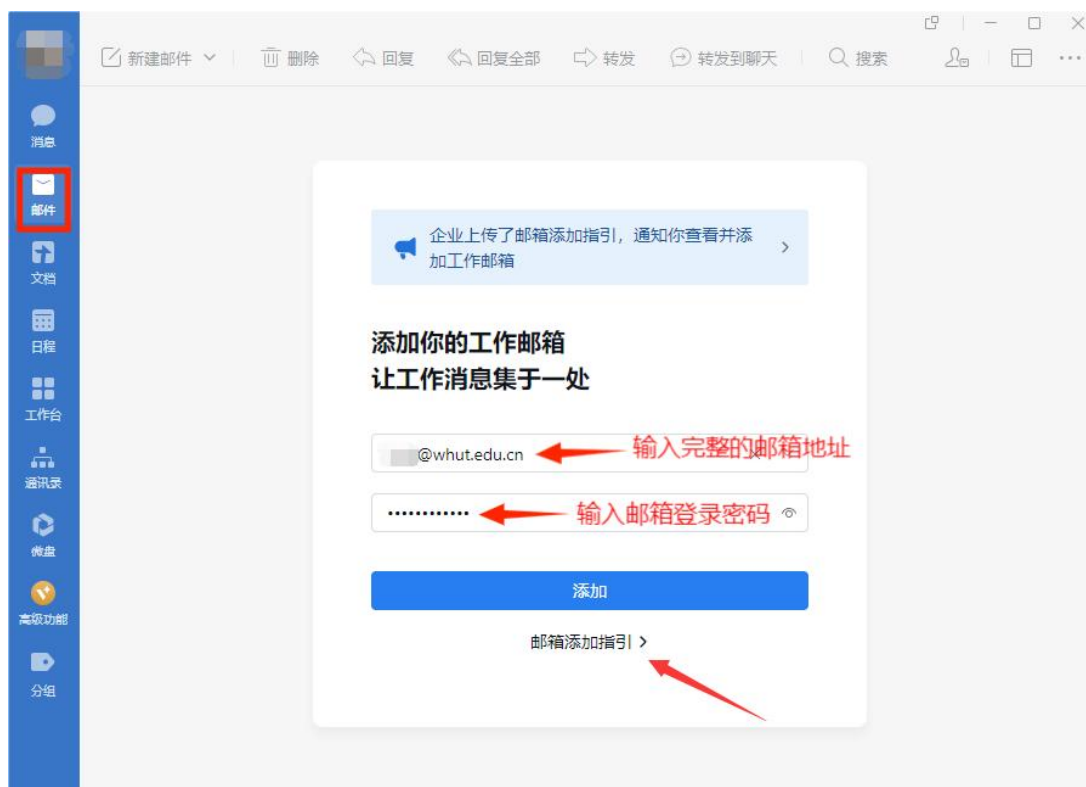 新建邮件
删除
回复
回复全部
转发
转发到聊天
搜索
消息
邮件
文档
日程
工作台
通讯录
微盘
高级功能
分组
企业上传了邮箱添加指引，通知你查看并添
加工作邮箱
添加你的工作邮箱
让工作消息集于一处
@whut.edu.cn
输入完整的邮箱地址
输入邮箱登录密码
添加
邮箱添加指引